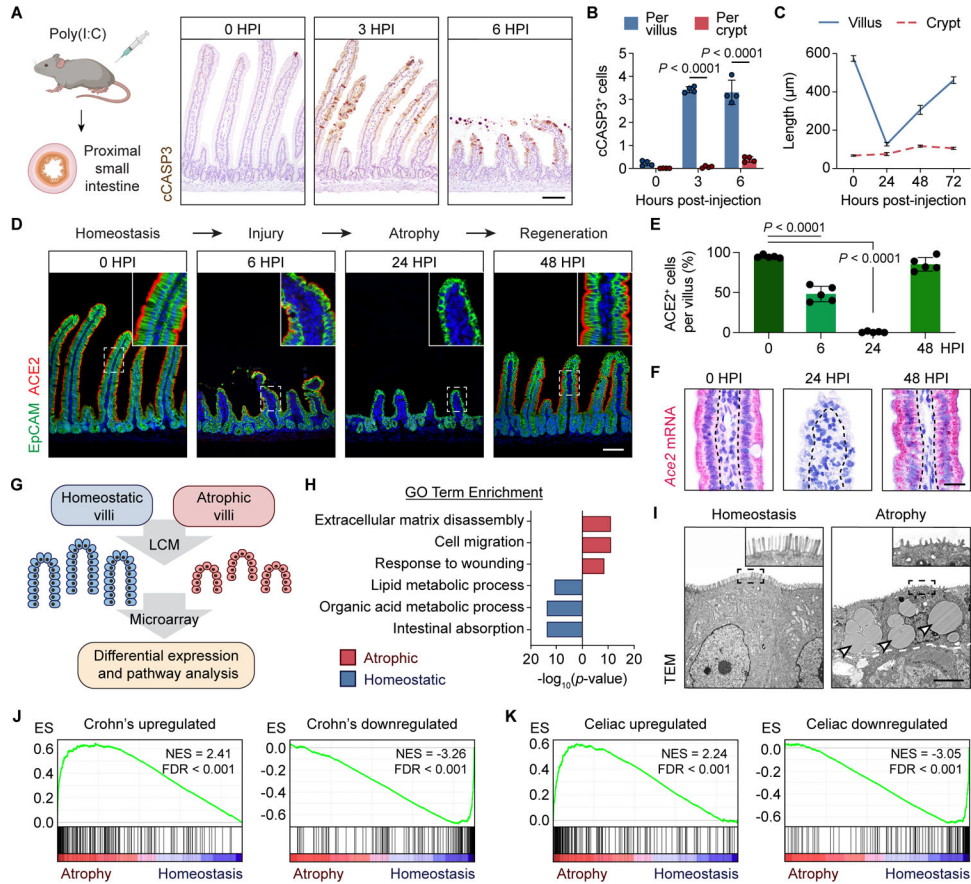 A
Poly(I:C)
Proximal
small
intestine
cCASP3
0 HPI
3 HPI
6 HPI
B
Per villus
Per crypt
P < 0.0001
P < 0.0001
cCASP3⁺ cells
5
4
3
2
1
0
0
3
6
Hours post-injection
C
Villus
Crypt
Length (µm)
600
400
200
0
0
24
48
72
Hours post-injection
D
Homeostasis
Injury
Atrophy
Regeneration
0 HPI
6 HPI
24 HPI
48 HPI
EpCAM ACE2
E
P < 0.0001
P < 0.0001
ACE2⁺ cells
per villus (%)
100
50
0
0
6
24
48 HPI
F
0 HPI
24 HPI
48 HPI
Ace2 mRNA
G
Homeostatic
villi
Atrophic
villi
LCM
Microarray
Differential expression
and pathway analysis
H
GO Term Enrichment
Extracellular matrix disassembly
Cell migration
Response to wounding
Lipid metabolic process
Organic acid metabolic process
Intestinal absorption
Atrophic
Homeostatic
20 10 0 10 20
-log₁₀(p-value)
I
Homeostasis
Atrophy
TEM
J
ES
Crohn's upregulated
NES = 2.41
FDR < 0.001
0.6
0.4
0.2
0.0
Crohn's downregulated
NES = -3.26
FDR < 0.001
0.0
-0.2
-0.4
-0.6
Atrophy
Homeostasis
K
ES
Celiac upregulated
NES = 2.24
FDR < 0.001
0.6
0.4
0.2
0.0
Celiac downregulated
NES = -3.05
FDR < 0.001
0.0
-0.2
-0.4
-0.6
Atrophy
Homeostasis